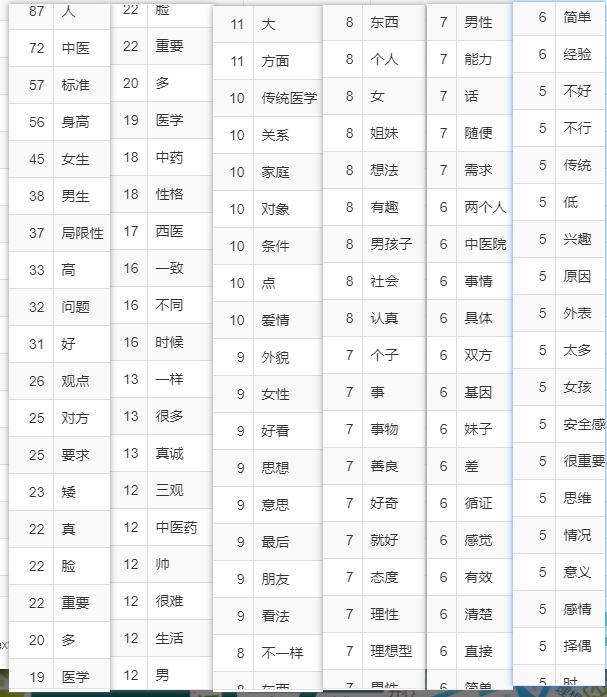 87 人
72 中医
57 标准
56 身高
45 女生
38 男生
37 局限性
33 高
32 问题
31 好
26 观点
25 对方
25 要求
23 矮
22 真
22 脸
22 重要
20 多
19 医学
22 脸
22 重要
20 多
19 医学
18 中药
18 性格
17 西医
16 一致
16 不同
16 时候
13 一样
13 很多
13 真诚
12 三观
12 中医药
12 帅
12 很难
12 生活
12 男
11 大
11 方面
10 传统医学
10 关系
10 家庭
10 对象
10 条件
10 点
10 爱情
9 外貌
9 女性
9 好看
9 思想
9 意思
9 最后
9 朋友
9 看法
8 不一样
8 东西
8 东西
8 个人
8 女
8 姐妹
8 想法
8 有趣
8 男孩子
8 社会
8 认真
7 个子
7 事
7 事物
7 善良
7 好奇
7 就好
7 态度
7 理性
7 理想型
7 男性
7 男性
7 能力
7 话
7 随便
7 需求
6 两个人
6 中医院
6 事情
6 具体
6 双方
6 基因
6 妹子
6 差
6 循证
6 感觉
6 有效
6 清楚
6 直接
6 简单
6 简单
6 经验
5 不好
5 不行
5 传统
5 低
5 兴趣
5 原因
5 外表
5 太多
5 女孩
5 安全感
5 很重要
5 思维
5 情况
5 意义
5 感情
5 择偶
5 时